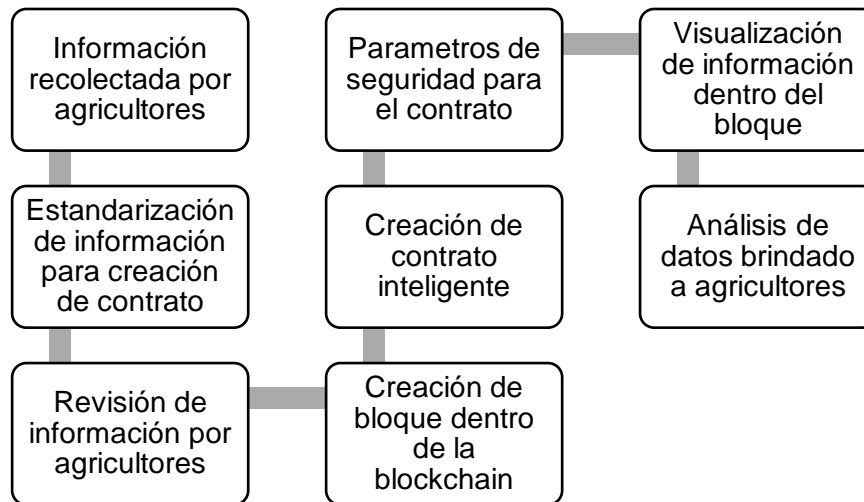 Información
recolectada por
agricultores
Estandarización
de información
para creación
de contrato
Revisión de
información por
agricultores
Creación de
bloque dentro
de la
blockchain
Creación de
contrato
inteligente
Parametros de
seguridad para
el contrato
Visualización
de información
dentro del
bloque
Análisis de
datos brindado
a agricultores